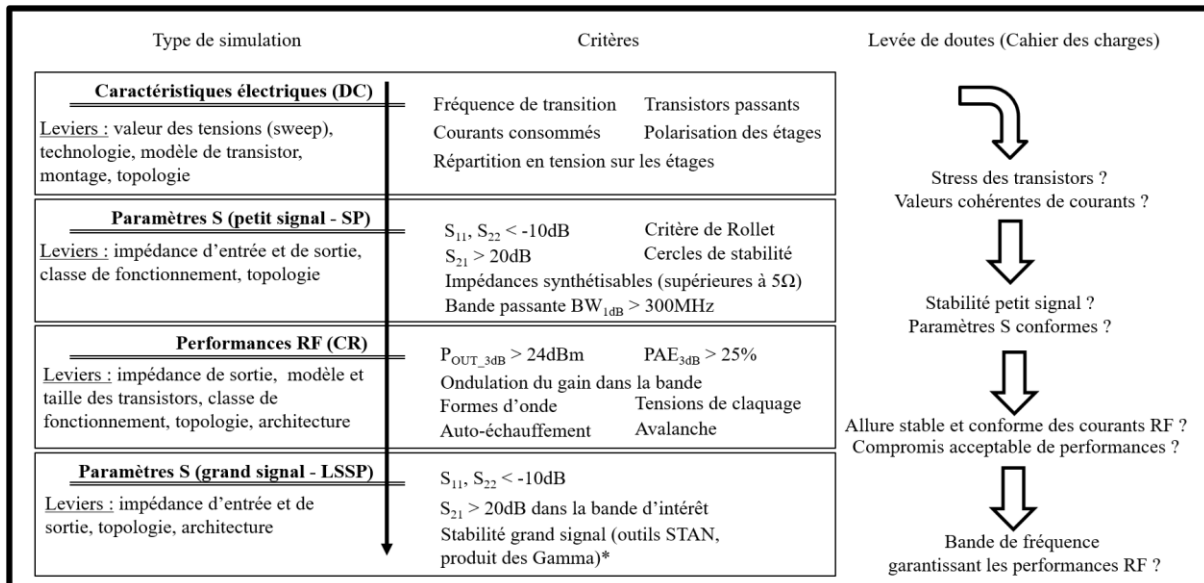 Type de simulation
Critères
Levée de doutes (Cahier des charges)
Caractéristiques électriques (DC)
Leviers : valeur des tensions (sweep),
technologie, modèle de transistor,
montage, topologie
Fréquence de transition
Transistors passants
Courants consommés
Polarisation des étages
Répartition en tension sur les étages
Stress des transistors ?
Valeurs cohérentes de courants ?
Paramètres S (petit signal - SP)
Leviers : impédance d'entrée et de sortie,
classe de fonctionnement, topologie
S11, S22 < -10dB
Critère de Rollet
S21 > 20dB
Cercles de stabilité
Impédances synthétisables (supérieures à 5Ω)
Bande passante BW1dB > 300MHz
Stabilité petit signal ?
Paramètres S conformes ?
Performances RF (CR)
Leviers : impédance de sortie, modèle et
taille des transistors, classe de
fonctionnement, topologie, architecture
POUT_3dB > 24dBm
PAE3dB > 25%
Ondulation du gain dans la bande
Formes d'onde
Tensions de claquage
Auto-échauffement
Avalanche
Allure stable et conforme des courants RF ?
Compromis acceptable de performances ?
Paramètres S (grand signal - LSSP)
Leviers : impédance d'entrée et de
sortie, topologie, architecture
S11, S22 < -10dB
S21 > 20dB dans la bande d'intérêt
Stabilité grand signal (outils STAN,
produit des Gamma)*
Bande de fréquence
garantissant les performances RF ?